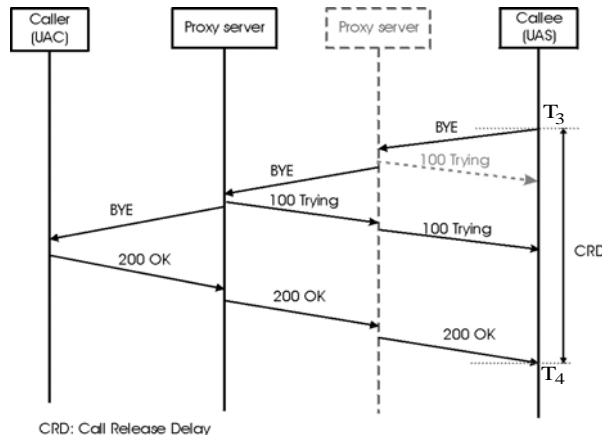 Caller
(UAC)
Proxy server
Proxy server
Callee
(UAS)
T3
BYE
100 Trying
BYE
100 Trying
BYE
100 Trying
CRD
200 OK
200 OK
200 OK
T4
CRD: Call Release Delay